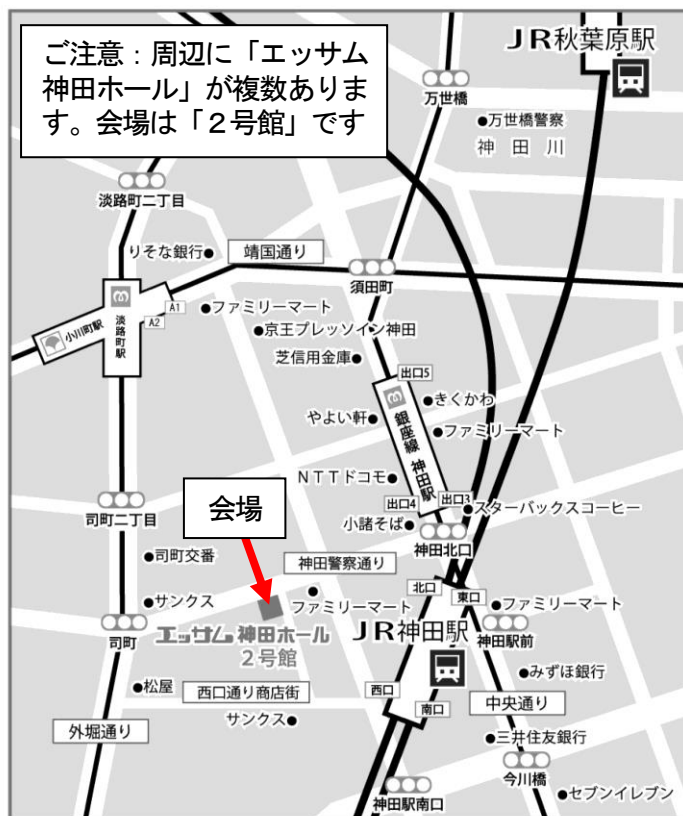 ご注意：周辺に「エッサム
神田ホール」が複数ありま
す。会場は「２号館」です
ＪＲ秋葉原駅
万世橋
●万世橋警察
神田川
淡路町二丁目
りそな銀行●
靖国通り
須田町
A1
A2
小川町駅
淡路町駅
●ファミリーマート
●京王プレッソイン神田
芝信用金庫●
出口5
●きくかわ
やよい軒●
●ファミリーマート
銀座線 神田駅
ＮＴＴドコモ●
出口4
出口3
●スターバックスコーヒー
司町二丁目
会場
小諸そば●
神田北口
●司町交番
神田警察通り
北口
東口
●サンクス
●
ファミリーマート
●ファミリーマート
司町
エッサム 神田ホール
２号館
ＪＲ神田駅
神田駅前
●みずほ銀行
●松屋
西口通り商店街
西口
南口
中央通り
サンクス●
外堀通り
●三井住友銀行
今川橋
神田駅南口
●セブンイレブン